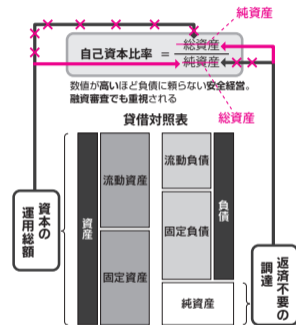 純資産
自己資本比率 = 総資産
純資産
数値が高いほど負債に頼らない安全経営。
融資審査でも重視される
総資産
貸借対照表
資本の
運用総額
資産
流動資産
固定資産
流動負債
固定負債
負債
純資産
返済不要の
調達